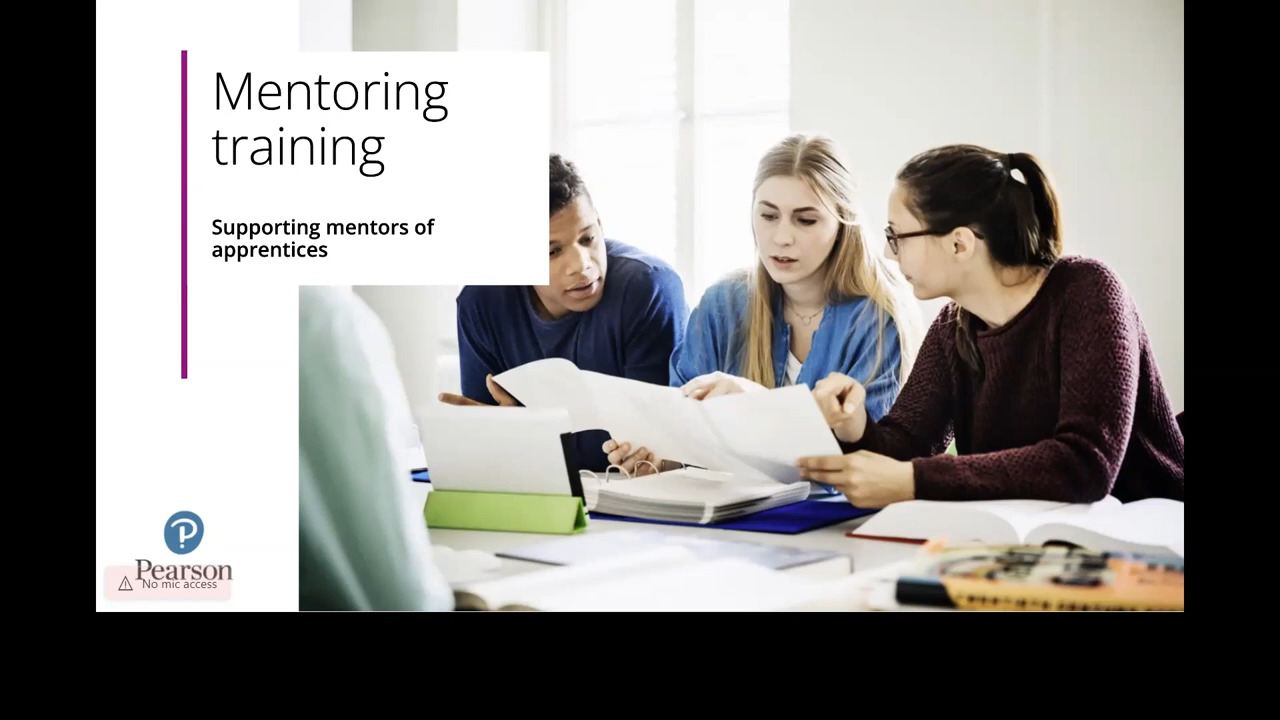 Mentoring
training
Supporting mentors of
apprentices
Pearson
No mic access